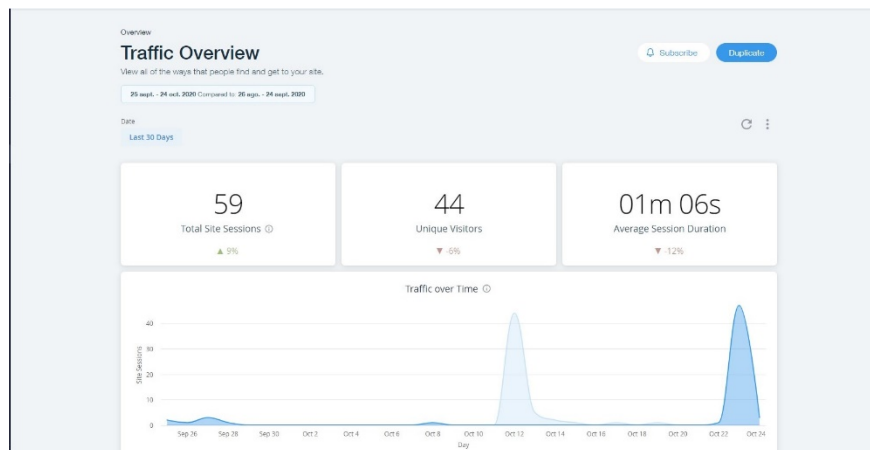 Overview
Traffic Overview
Subscribe
Duplicate
View all of the ways that people find and get to your site.
25 sept. - 24 oct. 2020 Compared to 26 ago. - 24 sept. 2020
Date
Last 30 Days
59
Total Site Sessions
▲ 9%
44
Unique Visitors
▼ -6%
01m 06s
Average Session Duration
▼ -12%
Traffic over Time
Site Sessions
40
30
20
10
0
Sep 26 Sep 28 Sep 30 Oct 2 Oct 4 Oct 6 Oct 8 Oct 10 Oct 12 Oct 14 Oct 16 Oct 18 Oct 20 Oct 22 Oct 24
Day